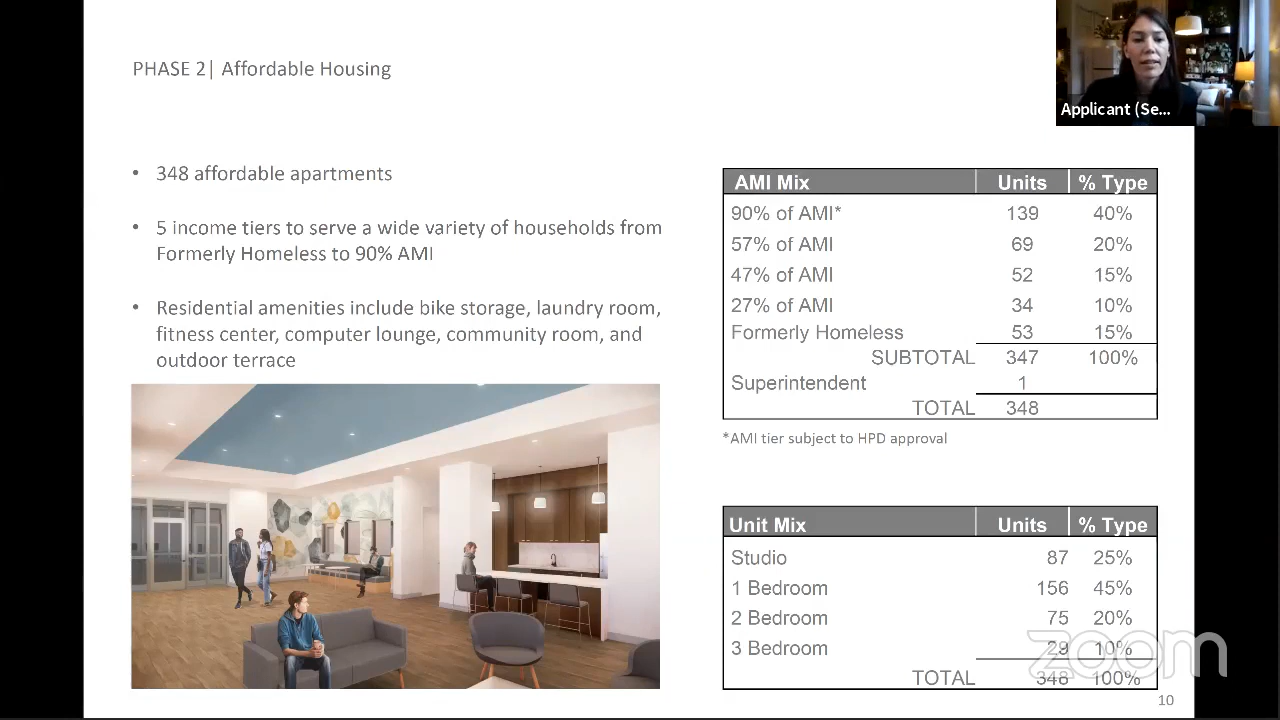 PHASE 2| Affordable Housing
Applicant (Se...
• 348 affordable apartments
• 5 income tiers to serve a wide variety of households from
Formerly Homeless to 90% AMI
• Residential amenities include bike storage, laundry room,
fitness center, computer lounge, community room, and
outdoor terrace
AMI Mix Units % Type
90% of AMI* 139 40%
57% of AMI 69 20%
47% of AMI 52 15%
27% of AMI 34 10%
Formerly Homeless 53 15%
SUBTOTAL 347 100%
Superintendent 1
TOTAL 348
*AMI tier subject to HPD approval
Unit Mix Units % Type
Studio 87 25%
1 Bedroom 156 45%
2 Bedroom 75 20%
3 Bedroom 29 10%
TOTAL 348 100%
zoom
10